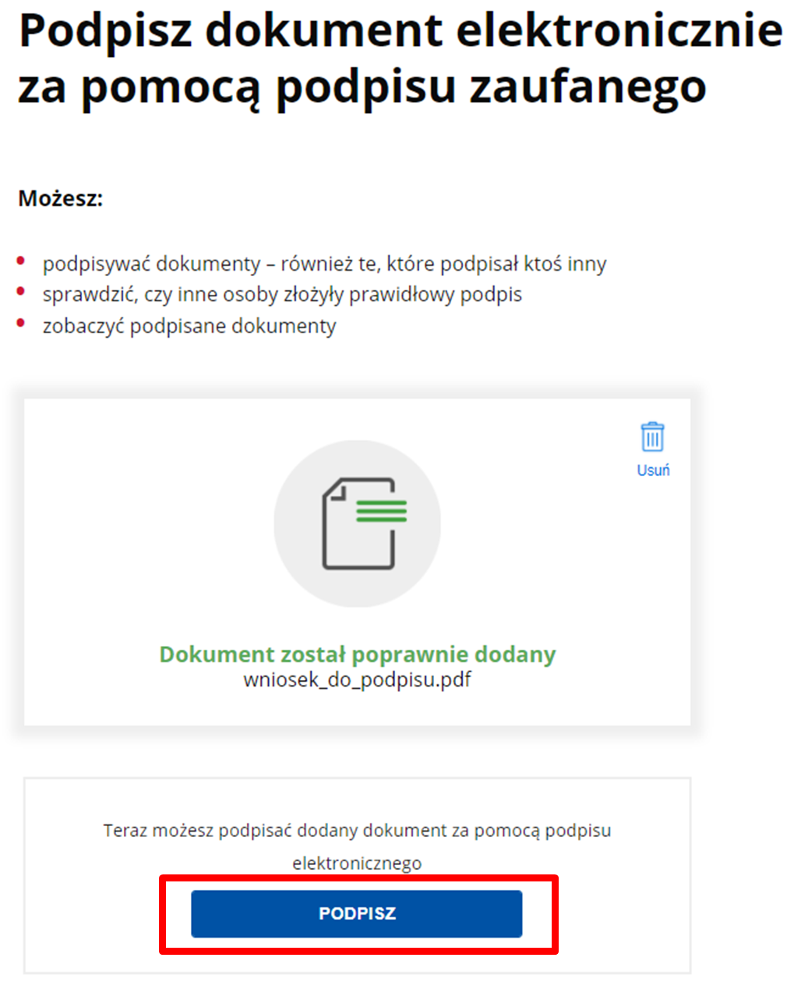 Podpisz dokument elektronicznie
za pomocą podpisu zaufanego
Możesz:
podpisywać dokumenty – również te, które podpisał ktoś inny
sprawdzić, czy inne osoby złożyły prawidłowy podpis
zobaczyć podpisane dokumenty
Usuń
Dokument został poprawnie dodany
wniosek_do_podpisu.pdf
Teraz możesz podpisać dodany dokument za pomocą podpisu
elektronicznego
PODPISZ